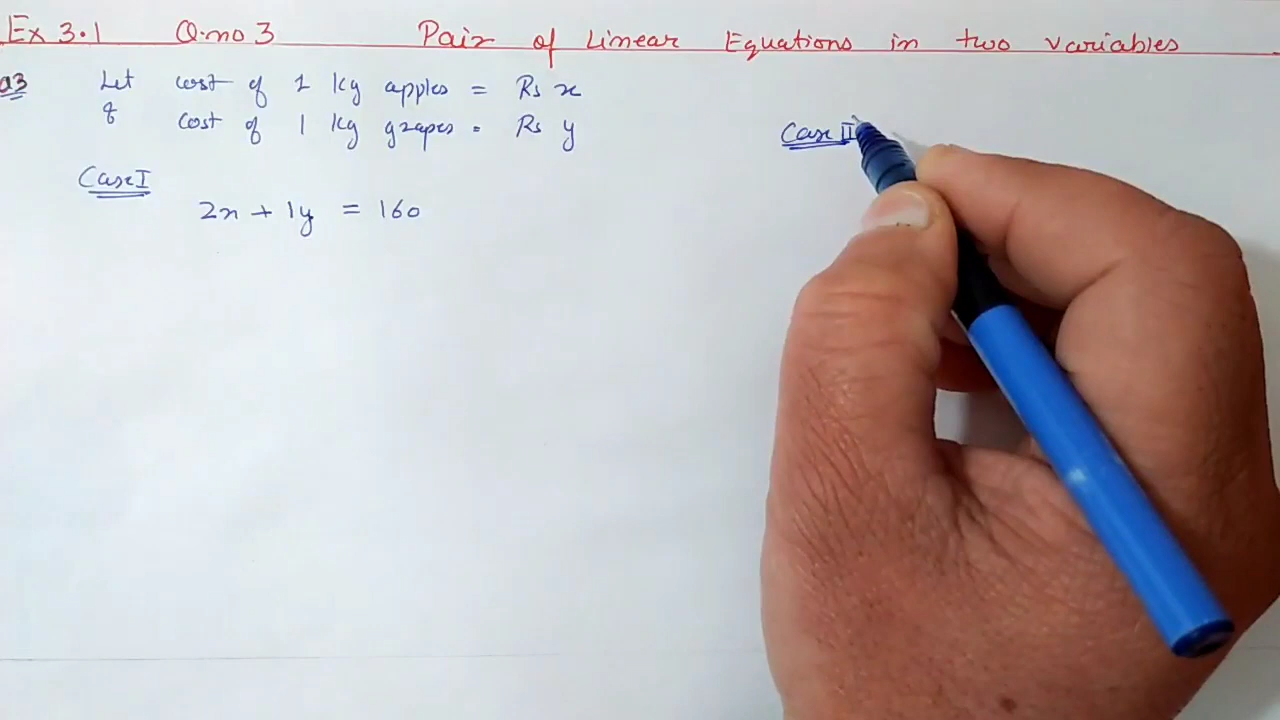 Ex 3.1 Q.no 3 Pair of Linear Equations in two variables
Q3 Let cost of 1 kg apples = Rs x
& cost of 1 kg grapes = Rs y
Case I
2x + 1y = 160
Case II